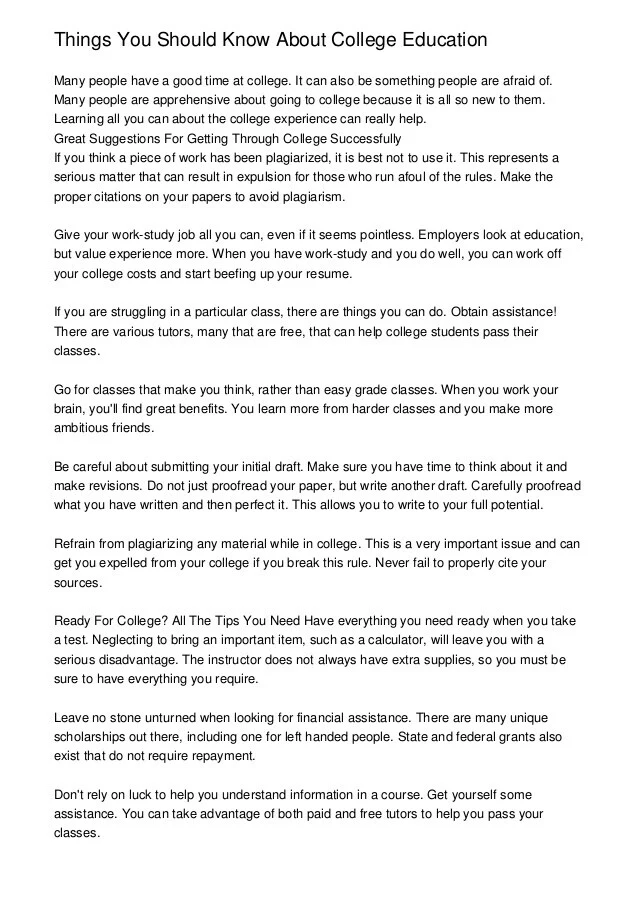 Things You Should Know About College Education
Many people have a good time at college. It can also be something people are afraid of.
Many people are apprehensive about going to college because it is all so new to them.
Learning all you can about the college experience can really help.
Great Suggestions For Getting Through College Successfully
If you think a piece of work has been plagiarized, it is best not to use it. This represents a
serious matter that can result in expulsion for those who run afoul of the rules. Make the
proper citations on your papers to avoid plagiarism.
Give your work-study job all you can, even if it seems pointless. Employers look at education,
but value experience more. When you have work-study and you do well, you can work off
your college costs and start beefing up your resume.
If you are struggling in a particular class, there are things you can do. Obtain assistance!
There are various tutors, many that are free, that can help college students pass their
classes.
Go for classes that make you think, rather than easy grade classes. When you work your
brain, you'll find great benefits. You learn more from harder classes and you make more
ambitious friends.
Be careful about submitting your initial draft. Make sure you have time to think about it and
make revisions. Do not just proofread your paper, but write another draft. Carefully proofread
what you have written and then perfect it. This allows you to write to your full potential.
Refrain from plagiarizing any material while in college. This is a very important issue and can
get you expelled from your college if you break this rule. Never fail to properly cite your
sources.
Ready For College? All The Tips You Need Have everything you need ready when you take
a test. Neglecting to bring an important item, such as a calculator, will leave you with a
serious disadvantage. The instructor does not always have extra supplies, so you must be
sure to have everything you require.
Leave no stone unturned when looking for financial assistance. There are many unique
scholarships out there, including one for left handed people. State and federal grants also
exist that do not require repayment.
Don't rely on luck to help you understand information in a course. Get yourself some
assistance. You can take advantage of both paid and free tutors to help you pass your
classes.